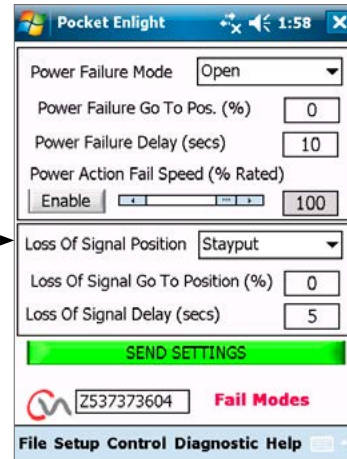 Pocket Enlight 1:58
Power Failure Mode Open
Power Failure Go To Pos. (%) 0
Power Failure Delay (secs) 10
Power Action Fail Speed (% Rated)
Enable 100
Loss Of Signal Position Stayput
Loss Of Signal Go To Position (%) 0
Loss Of Signal Delay (secs) 5
SEND SETTINGS
Z537373604 Fail Modes
File Setup Control Diagnostic Help